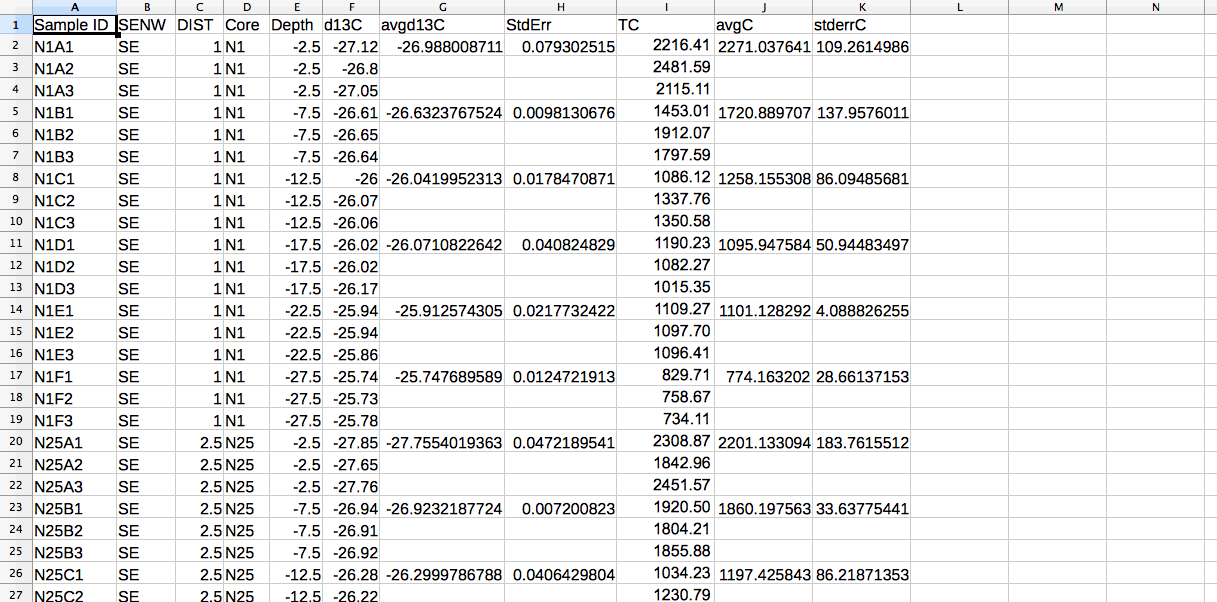 A B C D E F G H I J K L M N
1 Sample ID SENW DIST Core Depth d13C avgd13C StdErr TC avgC stderrC
2 N1A1 SE 1 N1 -2.5 -27.12 -26.988008711 0.079302515 2216.41 2271.037641 109.2614986
3 N1A2 SE 1 N1 -2.5 -26.8 2481.59
4 N1A3 SE 1 N1 -2.5 -27.05 2115.11
5 N1B1 SE 1 N1 -7.5 -26.61 -26.6323767524 0.0098130676 1453.01 1720.889707 137.9576011
6 N1B2 SE 1 N1 -7.5 -26.65 1912.07
7 N1B3 SE 1 N1 -7.5 -26.64 1797.59
8 N1C1 SE 1 N1 -12.5 -26 -26.0419952313 0.0178470871 1086.12 1258.155308 86.09485681
9 N1C2 SE 1 N1 -12.5 -26.07 1337.76
10 N1C3 SE 1 N1 -12.5 -26.06 1350.58
11 N1D1 SE 1 N1 -17.5 -26.02 -26.0710822642 0.040824829 1190.23 1095.947584 50.94483497
12 N1D2 SE 1 N1 -17.5 -26.02 1082.27
13 N1D3 SE 1 N1 -17.5 -26.17 1015.35
14 N1E1 SE 1 N1 -22.5 -25.94 -25.912574305 0.0217732422 1109.27 1101.128292 4.088826255
15 N1E2 SE 1 N1 -22.5 -25.94 1097.70
16 N1E3 SE 1 N1 -22.5 -25.86 1096.41
17 N1F1 SE 1 N1 -27.5 -25.74 -25.747689589 0.0124721913 829.71 774.163202 28.66137153
18 N1F2 SE 1 N1 -27.5 -25.73 758.67
19 N1F3 SE 1 N1 -27.5 -25.78 734.11
20 N25A1 SE 2.5 N25 -2.5 -27.85 -27.7554019363 0.0472189541 2308.87 2201.133094 183.7615512
21 N25A2 SE 2.5 N25 -2.5 -27.65 1842.96
22 N25A3 SE 2.5 N25 -2.5 -27.76 2451.57
23 N25B1 SE 2.5 N25 -7.5 -26.94 -26.9232187724 0.007200823 1920.50 1860.197563 33.63775441
24 N25B2 SE 2.5 N25 -7.5 -26.91 1804.21
25 N25B3 SE 2.5 N25 -7.5 -26.92 1855.88
26 N25C1 SE 2.5 N25 -12.5 -26.28 -26.2999786788 0.0406429804 1034.23 1197.425843 86.21871353
27 N25C2 SE 2.5 N25 -12.5 -26.22 1230.79